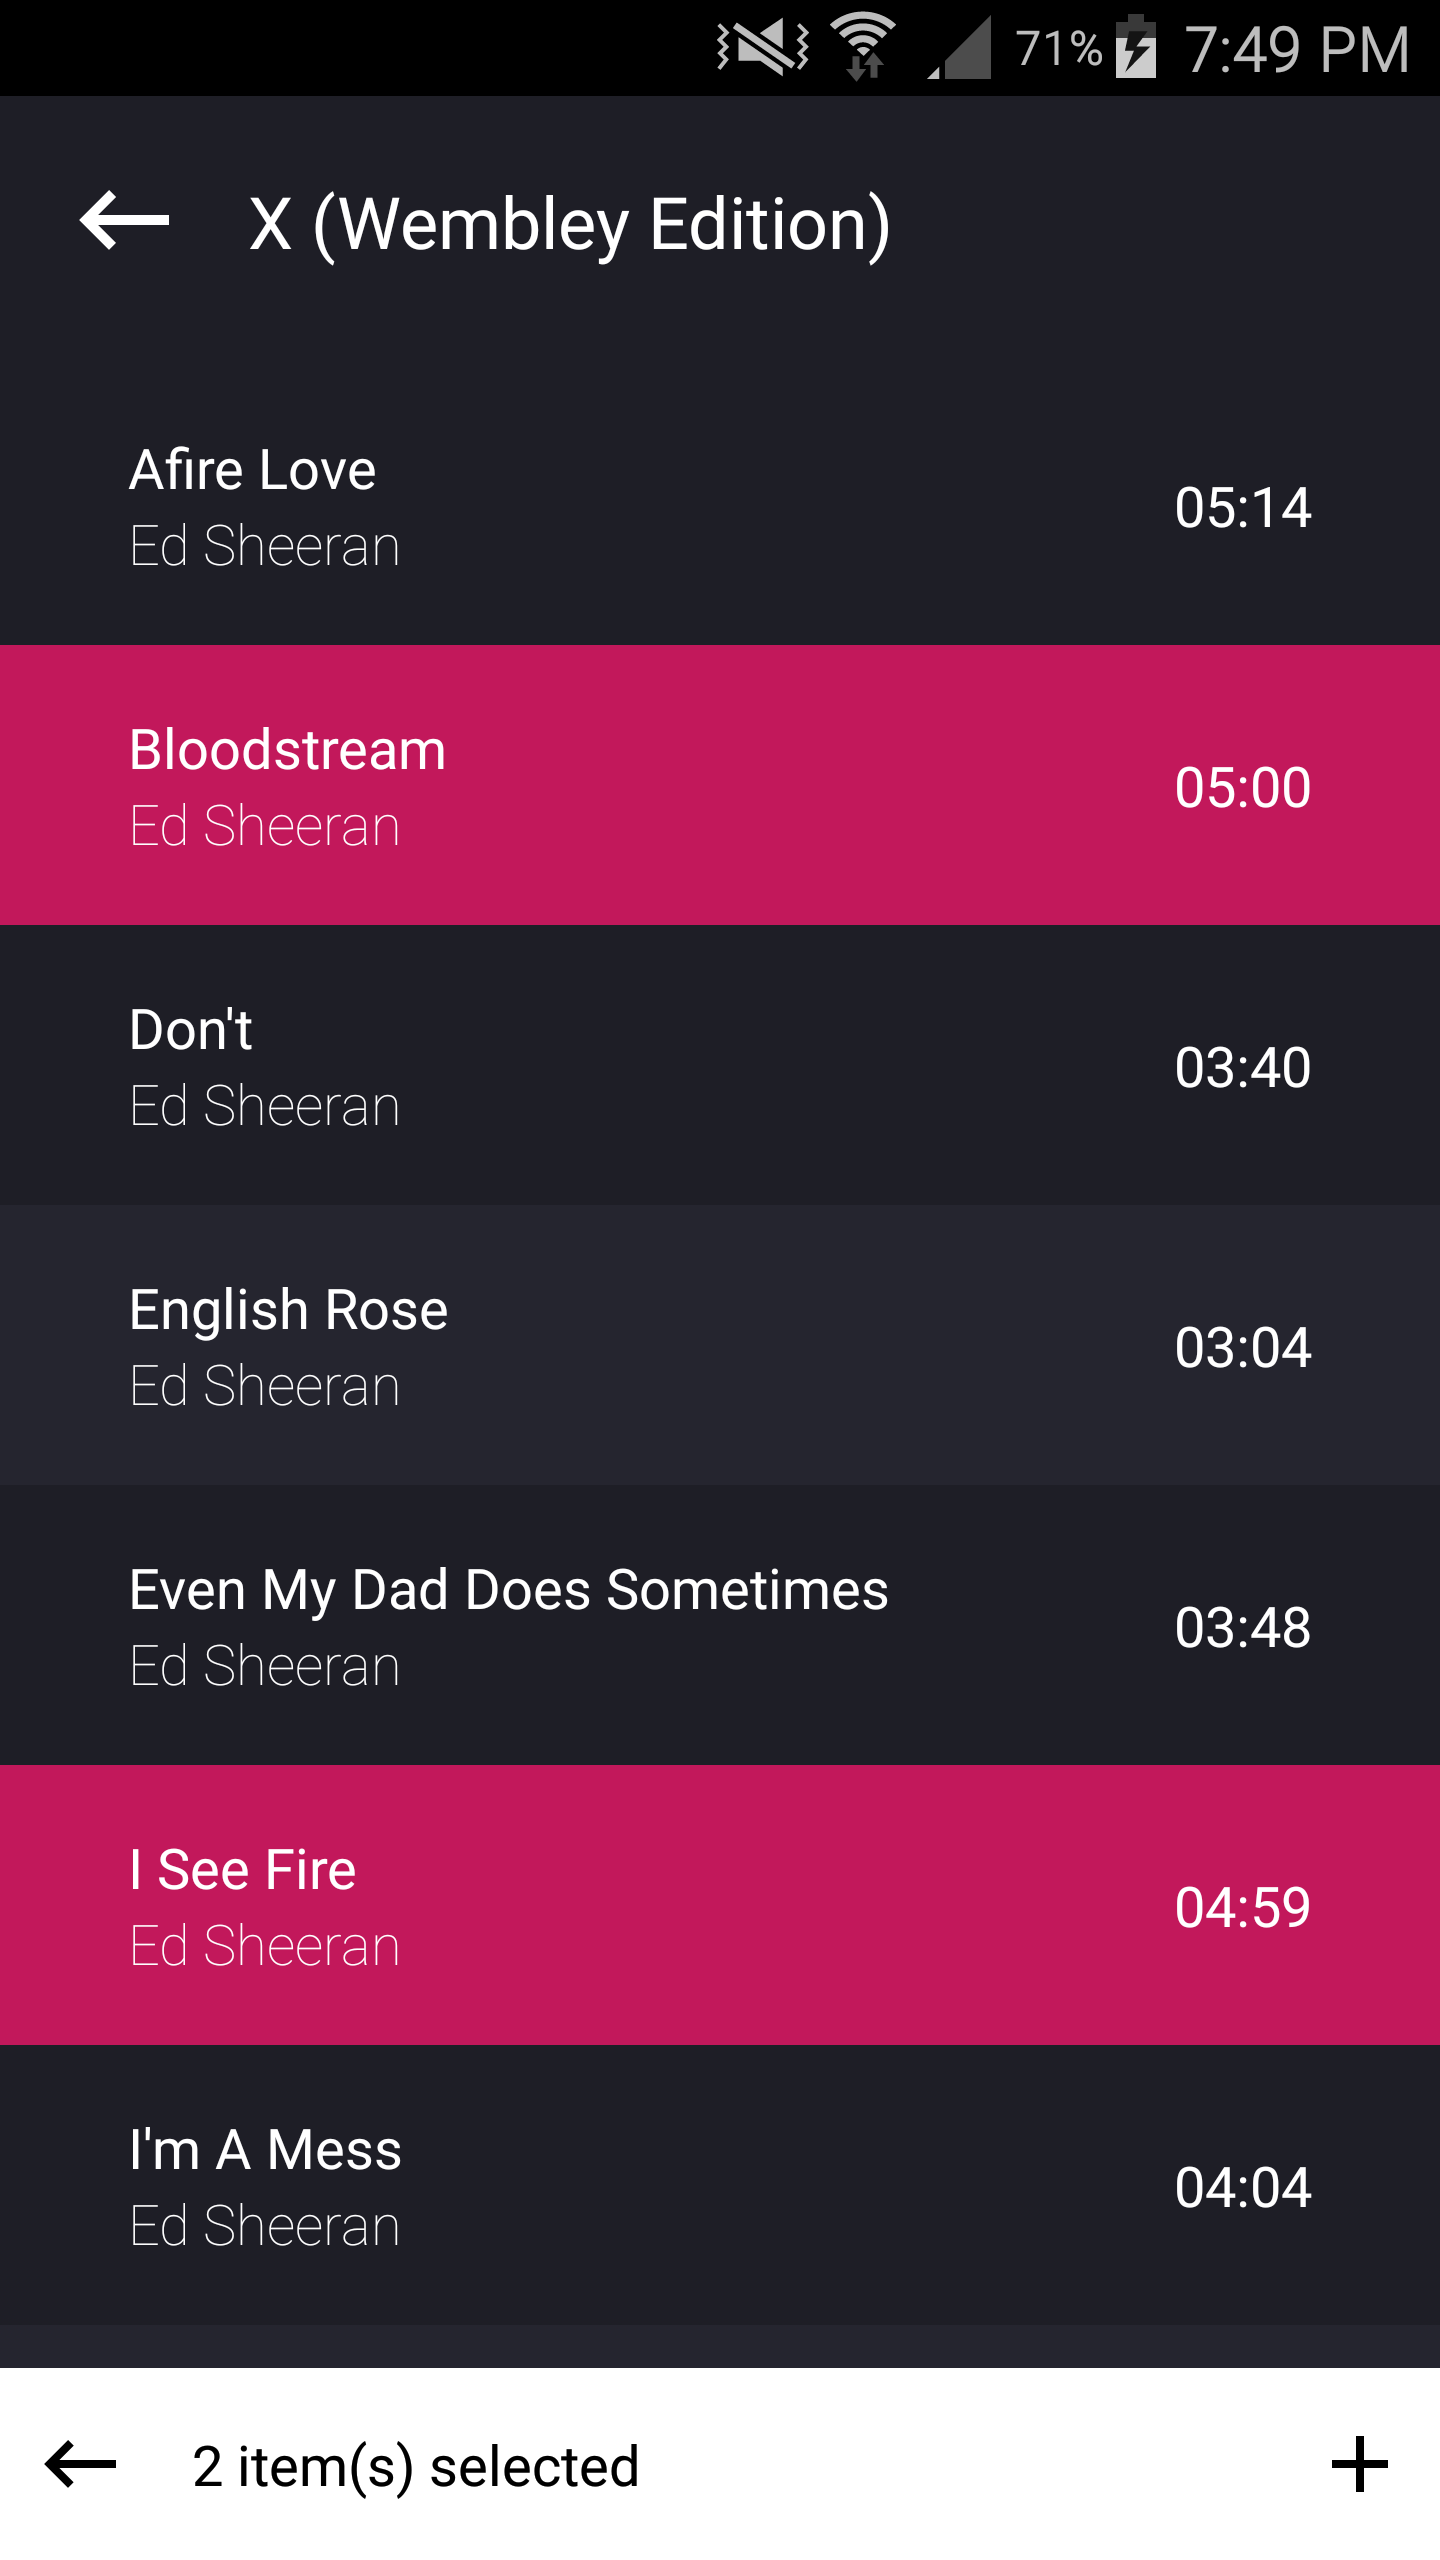 71% 7:49 PM
X (Wembley Edition)
Afire Love
Ed Sheeran
05:14
Bloodstream
Ed Sheeran
05:00
Don't
Ed Sheeran
03:40
English Rose
Ed Sheeran
03:04
Even My Dad Does Sometimes
Ed Sheeran
03:48
I See Fire
Ed Sheeran
04:59
I'm A Mess
Ed Sheeran
04:04
2 item(s) selected